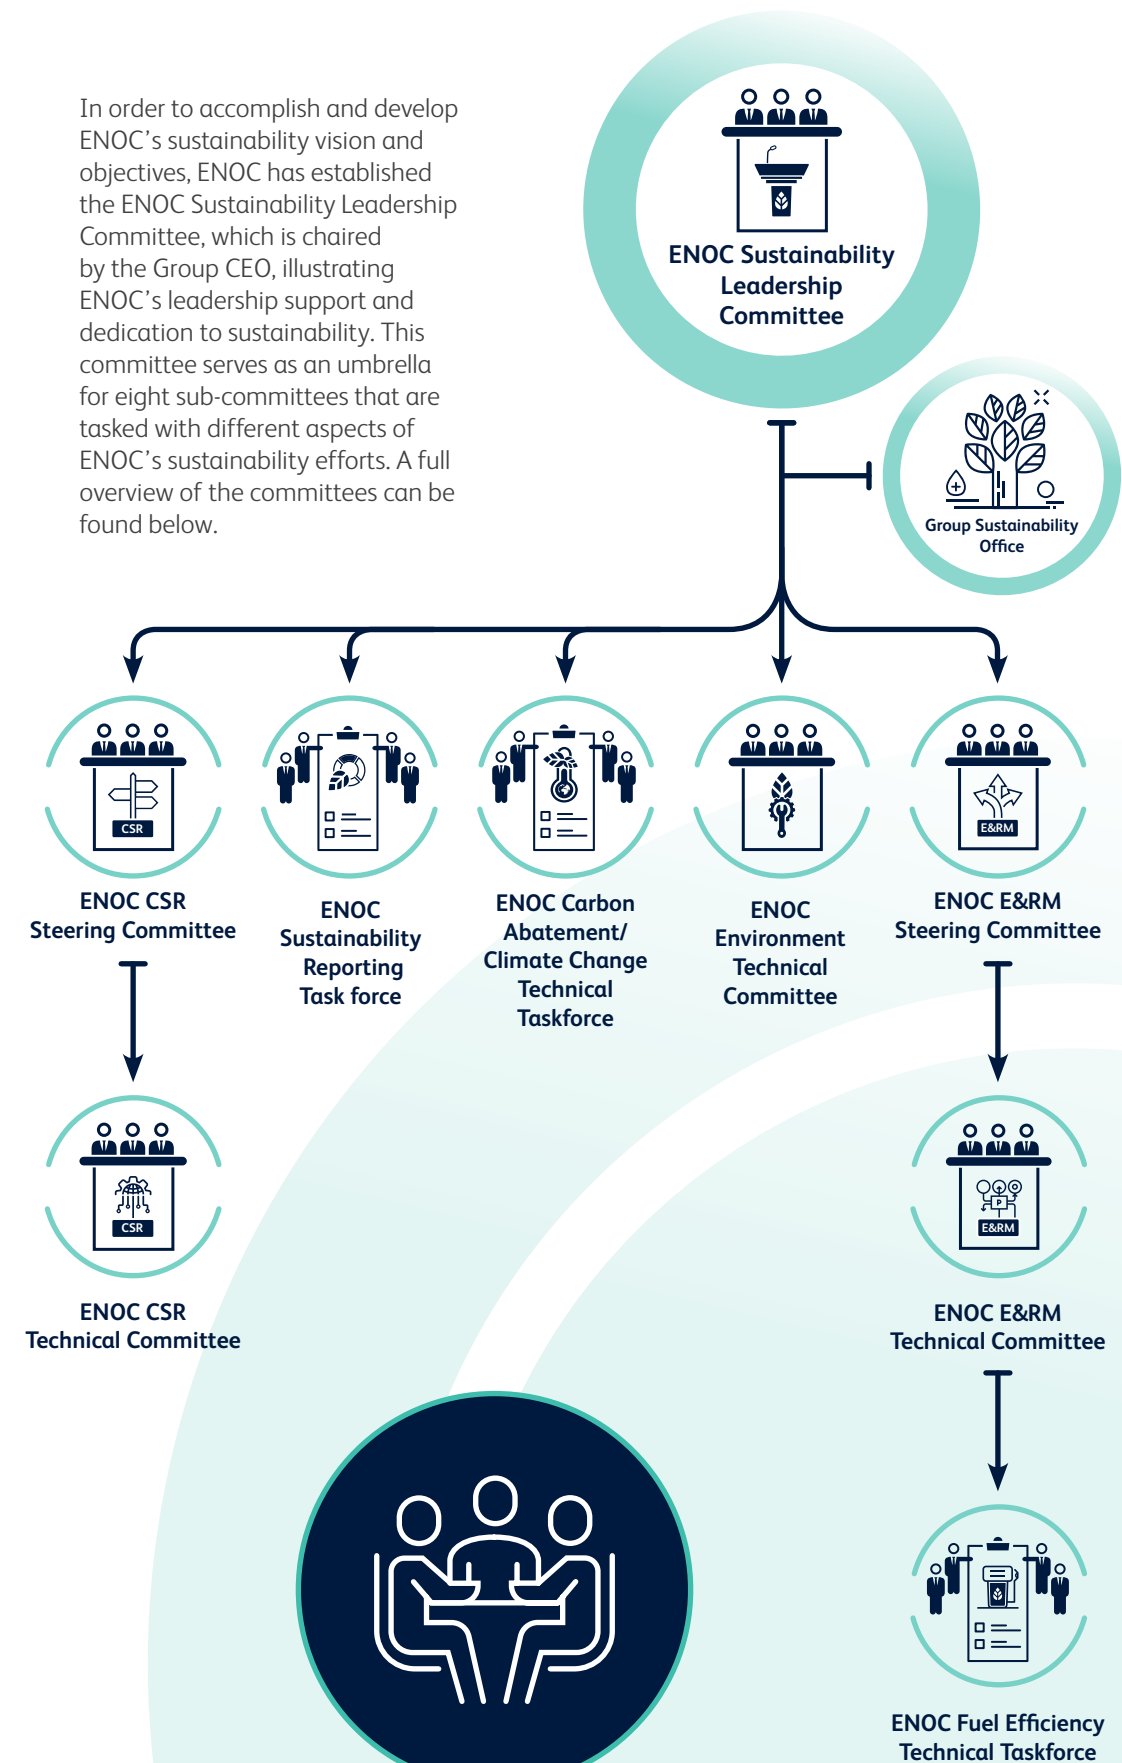 In order to accomplish and develop
ENOC’s sustainability vision and
objectives, ENOC has established
the ENOC Sustainability Leadership
Committee, which is chaired
by the Group CEO, illustrating
ENOC’s leadership support and
dedication to sustainability. This
committee serves as an umbrella
for eight sub-committees that are
tasked with different aspects of
ENOC’s sustainability efforts. A full
overview of the committees can be
found below.
ENOC Sustainability
Leadership
Committee
Group Sustainability
Office
CSR
ENOC CSR
Steering Committee
ENOC
Sustainability
Reporting
Task force
ENOC Carbon
Abatement/
Climate Change
Technical
Taskforce
ENOC
Environment
Technical
Committee
E&RM
ENOC E&RM
Steering Committee
CSR
ENOC CSR
Technical Committee
P
E&RM
ENOC E&RM
Technical Committee
ENOC Fuel Efficiency
Technical Taskforce